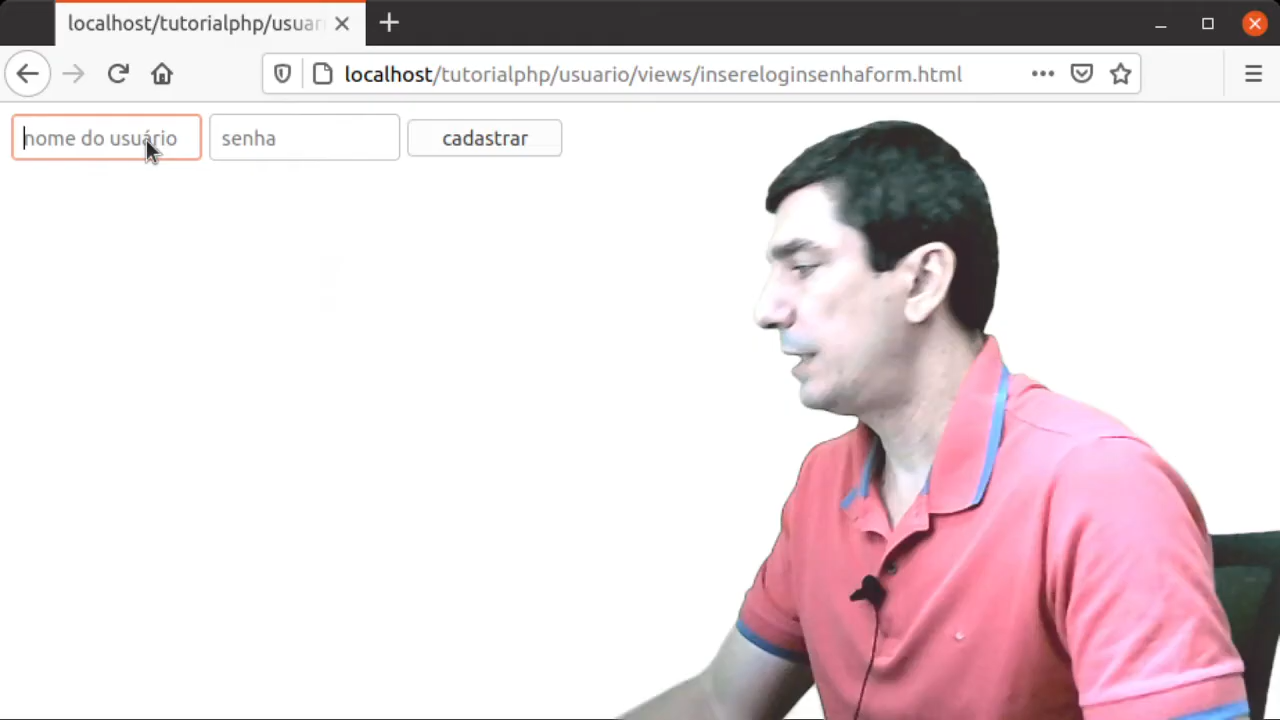 localhost/tutorialphp/usuar
localhost/tutorialphp/usuario/views/insereloginsenhaform.html
nome do usuário
senha
cadastrar